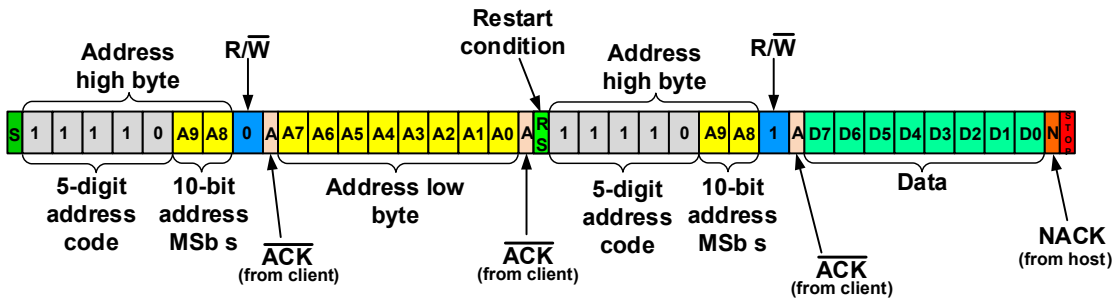 Restart
condition
Address
high byte
R/W̅
Address
high byte
R/W̅
S 1 1 1 1 0 A9 A8 0 A A7 A6 A5 A4 A3 A2 A1 A0 A RS 1 1 1 1 0 A9 A8 1 A D7 D6 D5 D4 D3 D2 D1 D0 N STOP
5-digit
address
code
10-bit
address
MSb s
A̅C̅K̅
(from client)
Address low
byte
A̅C̅K̅
(from client)
5-digit
address
code
10-bit
address
MSb s
A̅C̅K̅
(from client)
Data
NACK
(from host)